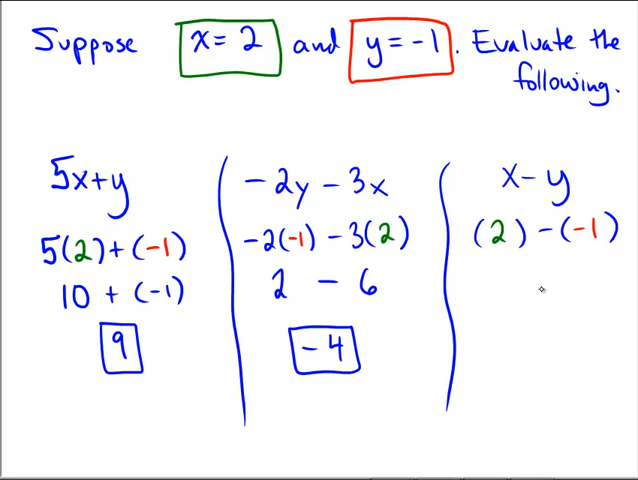 Suppose x = 2 and y = -1. Evaluate the
following.
5x+y
5(2)+(-1)
10 + (-1)
9
-2y - 3x
-2(-1) - 3(2)
2 - 6
-4
x - y
(2) - (-1)